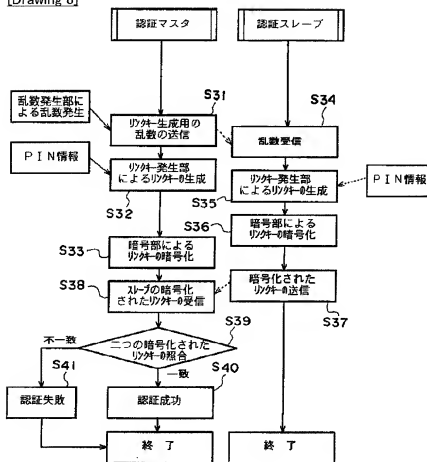 [Drawing 8]
認証マスタ
認証スレーブ
乱数発生部に
よる乱数発生
S31
リンクキー生成用の
乱数の送信
S34
乱数受信
PIN情報
リンクキー発生部
によるリンクキーの生成
S32
リンクキー発生部
によるリンクキーの生成
S35
PIN情報
S36
暗号部による
リンクキーの暗号化
S33
暗号部による
リンクキーの暗号化
S38
スレーブの暗号化
されたリンクキーの受信
暗号化された
リンクキーの送信
S37
S39
二つの暗号化された
リンクキーの照合
不一致
一致
S41
S40
認証失敗
認証成功
終了
終了